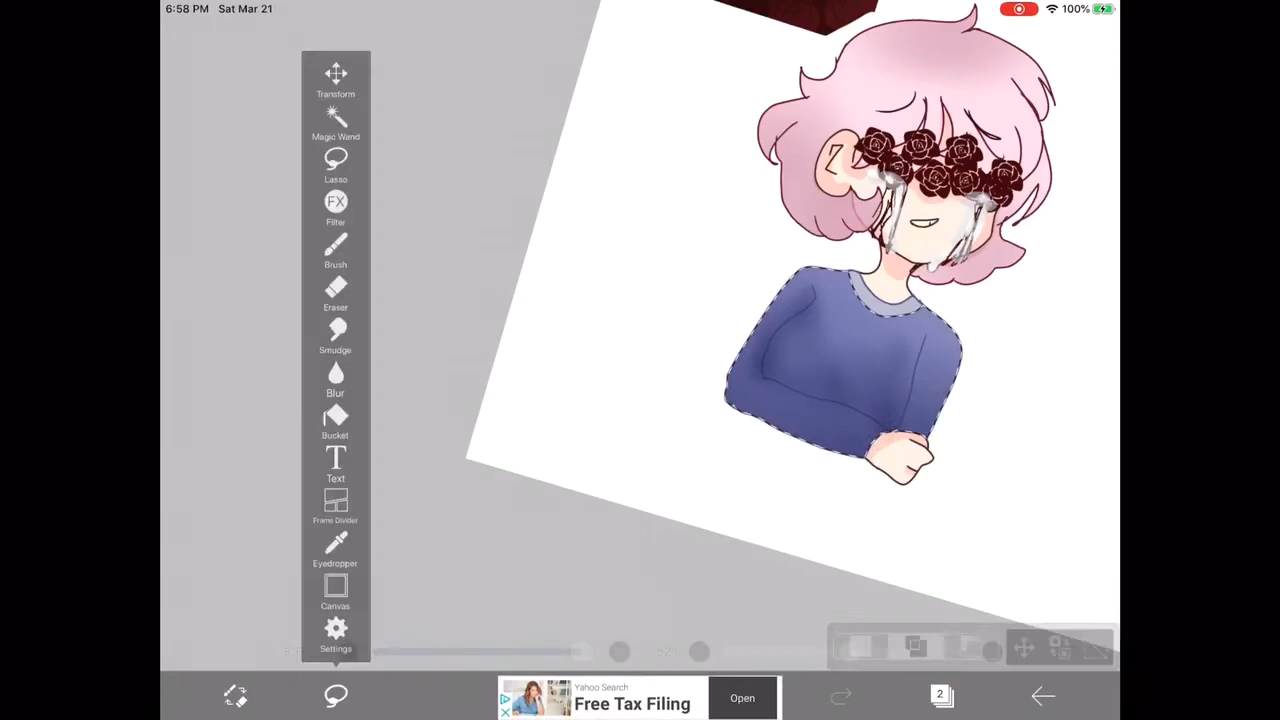 6:58 PM Sat Mar 21
100%
Transform
Magic Wand
Lasso
FX
Filter
Brush
Eraser
Smudge
Blur
Bucket
T
Text
Frame Divider
Eyedropper
Canvas
Settings
Yahoo Search
Free Tax Filing
Open
2